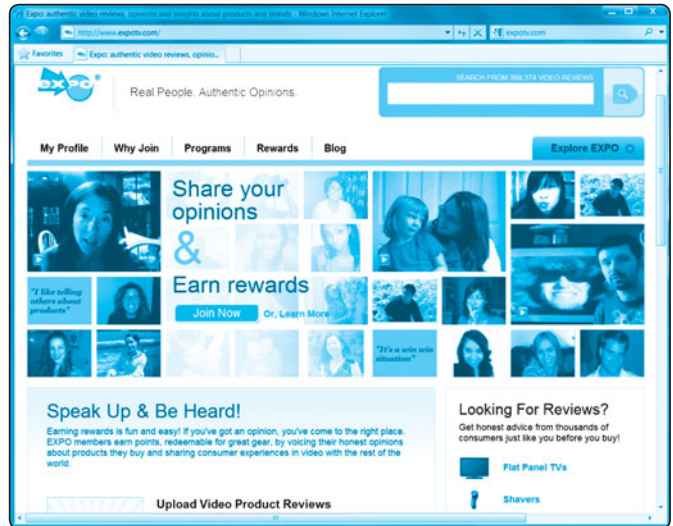 Expo: authentic video reviews, opinions and insights about products and brands - Windows Internet Explorer
http://www.expotv.com/
expotv.com
Favorites
Expo: authentic video reviews, opinio...
expo
Real People. Authentic Opinions.
SEARCH FROM 369,374 VIDEO REVIEWS
My Profile
Why Join
Programs
Rewards
Blog
Explore EXPO
Share your
opinions
&
Earn rewards
Join Now
Or, Learn More
"I like telling
others about
products"
"It's a win win
situation"
Speak Up & Be Heard!
Earning rewards is fun and easy! If you've got an opinion, you've come to the right place.
EXPO members earn points, redeemable for great gear, by voicing their honest opinions
about products they buy and sharing consumer experiences in video with the rest of the
world.
Upload Video Product Reviews
Looking For Reviews?
Get honest advice from thousands of
consumers just like you before you buy!
Flat Panel TVs
Shavers